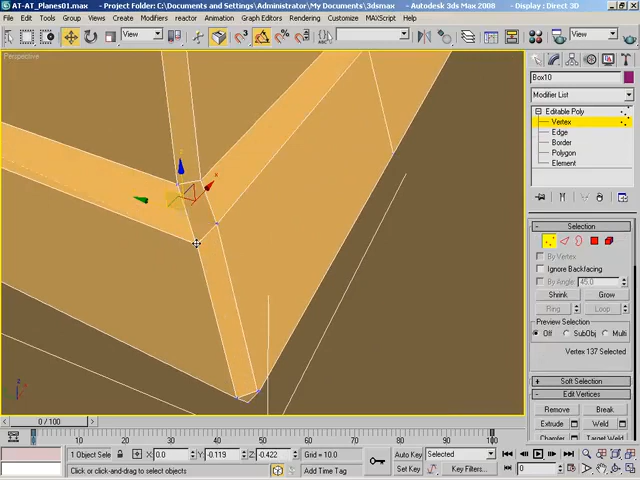 AT-AT_Planes01.max - Project Folder: C:\Documents and Settings\Administrator\My Documents\3dsmax - Autodesk 3ds Max 2008 - Display : Direct 3D
File Edit Tools Group Views Create Modifiers reactor Animation Graph Editors Rendering Customize MAXScript Help
View
View
Perspective
Box10
Modifier List
Editable Poly
Vertex
Edge
Border
Polygon
Element
Selection
By Vertex
Ignore Backfacing
By Angle: 45.0
Shrink Grow
Ring Loop
Preview Selection
Off SubObj Multi
Vertex 137 Selected
Soft Selection
Edit Vertices
Remove Break
Extrude Weld
Chamfer Target Weld
0 / 100
0 10 20 30 40 50 60 70 80 90 100
1 Object Sele X: 0.0 Y: -0.119 Z: -0.422 Grid = 10.0 Auto Key Selected
Click or click-and-drag to select objects Add Time Tag Set Key Key Filters... 0